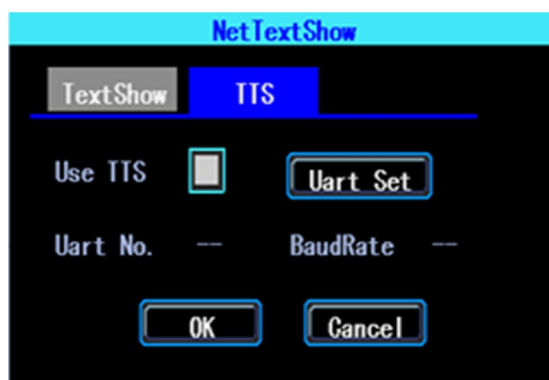 NetTextShow
TextShow TTS
Use TTS Uart Set
Uart No. -- BaudRate --
OK Cancel